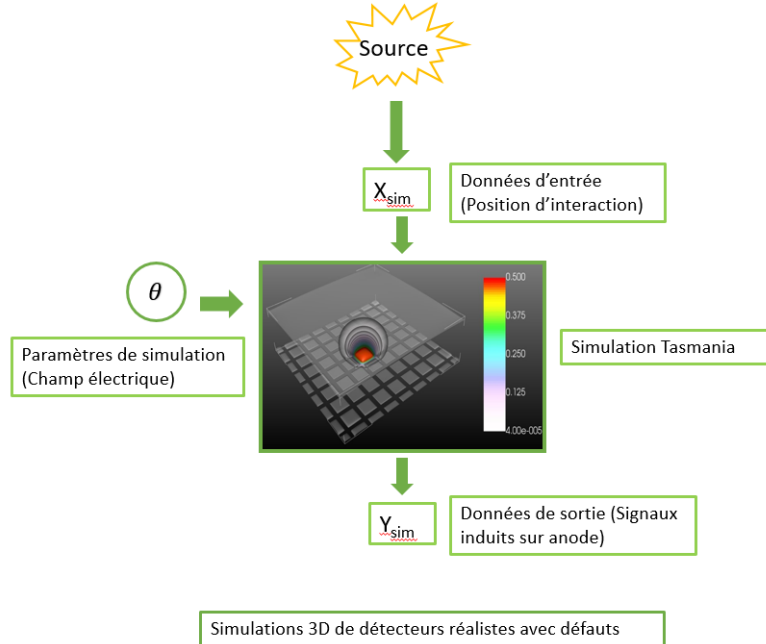 Source
Xsim
Données d'entrée
(Position d'interaction)
θ
Paramètres de simulation
(Champ électrique)
0.500
0.375
0.250
0.125
4.00e-005
Simulation Tasmania
Ysim
Données de sortie (Signaux
induits sur anode)
Simulations 3D de détecteurs réalistes avec défauts